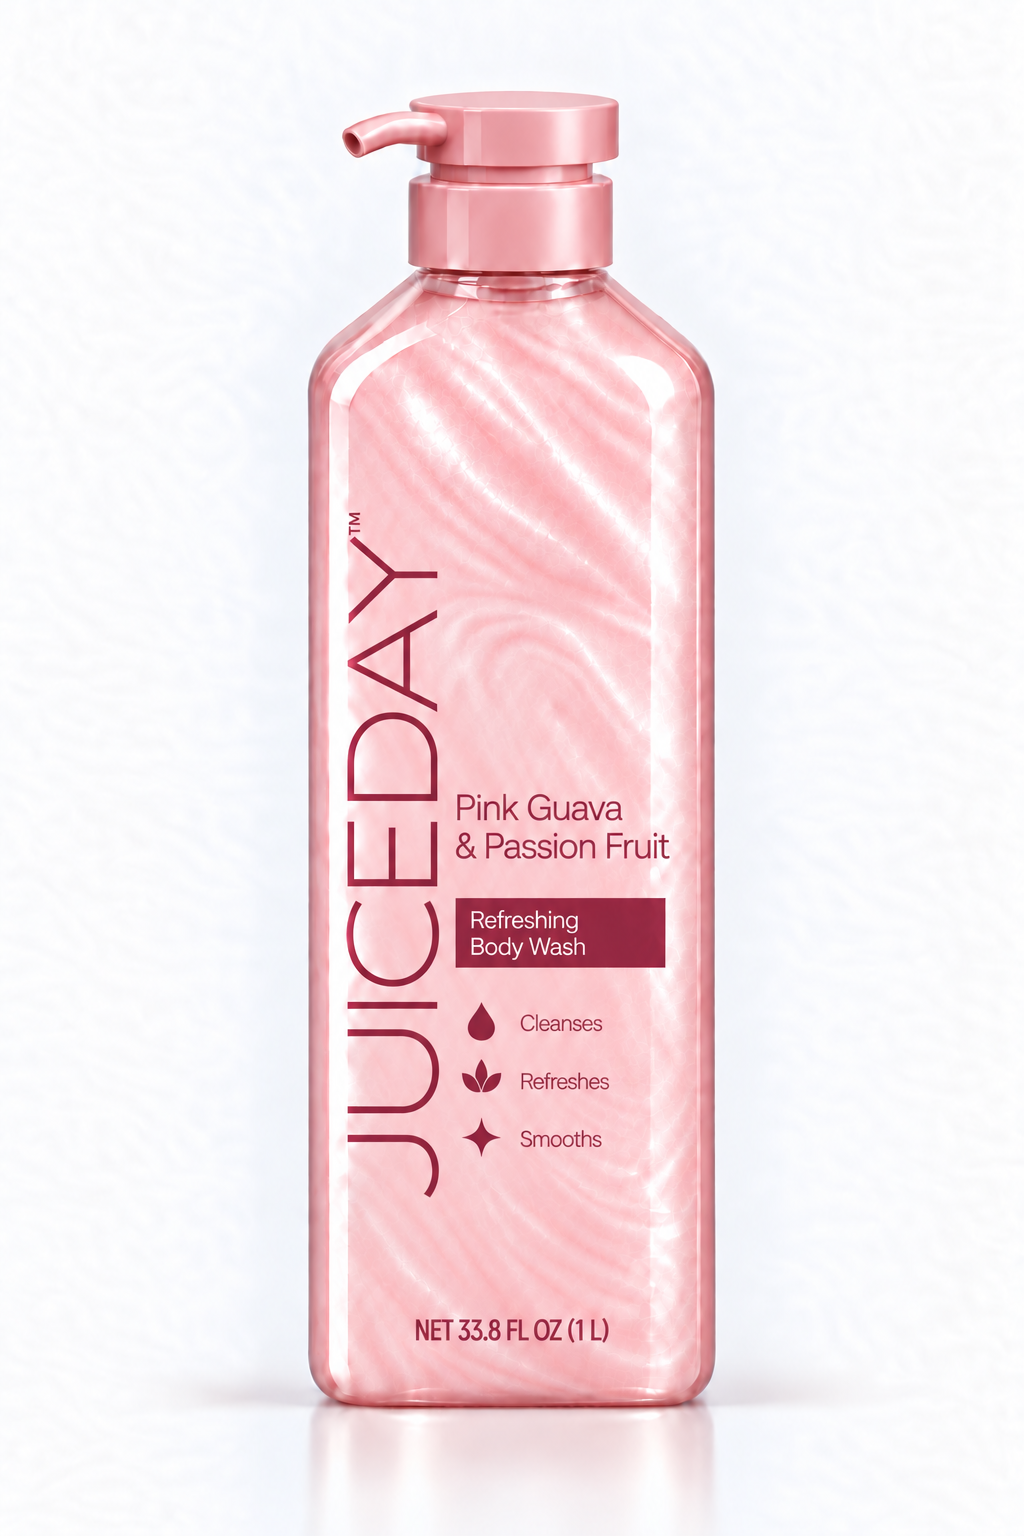 JUICEDAY™
Pink Guava
& Passion Fruit
Refreshing
Body Wash
Cleanses
Refreshes
Smooths
NET 33.8 FL OZ (1 L)